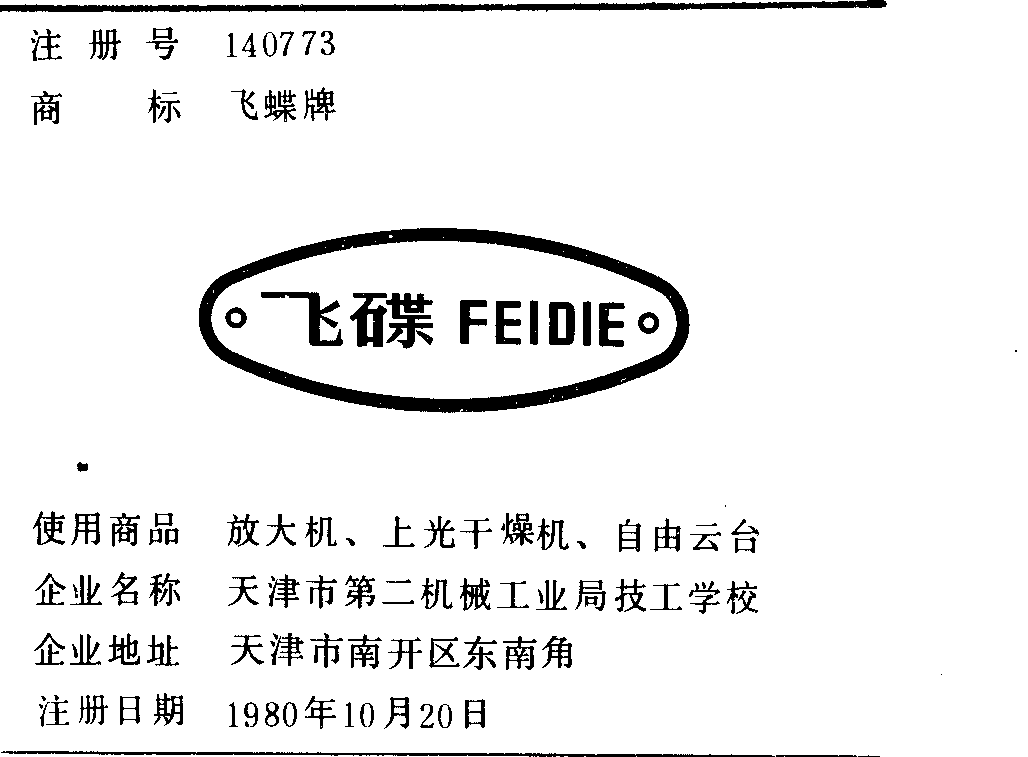 注册号 140773
商标 飞蝶牌
飞碟 FEIDIE
使用商品 放大机、上光干燥机、自由云台
企业名称 天津市第二机械工业局技工学校
企业地址 天津市南开区东南角
注册日期 1980年10月20日